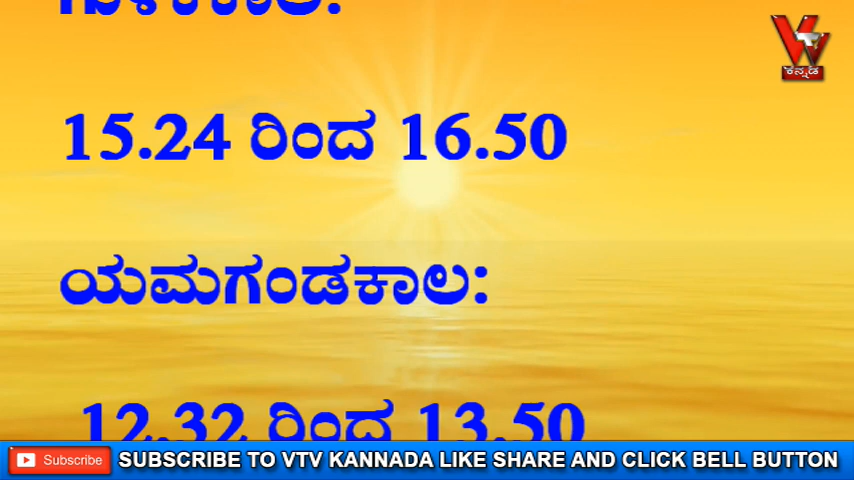 ಗುಳಿಕಕಾಲ:
ಕನ್ನಡ
15.24 ರಿಂದ 16.50
ಯಮಗಂಡಕಾಲ:
12.32 ರಿಂದ 13.50
Subscribe SUBSCRIBE TO VTV KANNADA LIKE SHARE AND CLICK BELL BUTTON